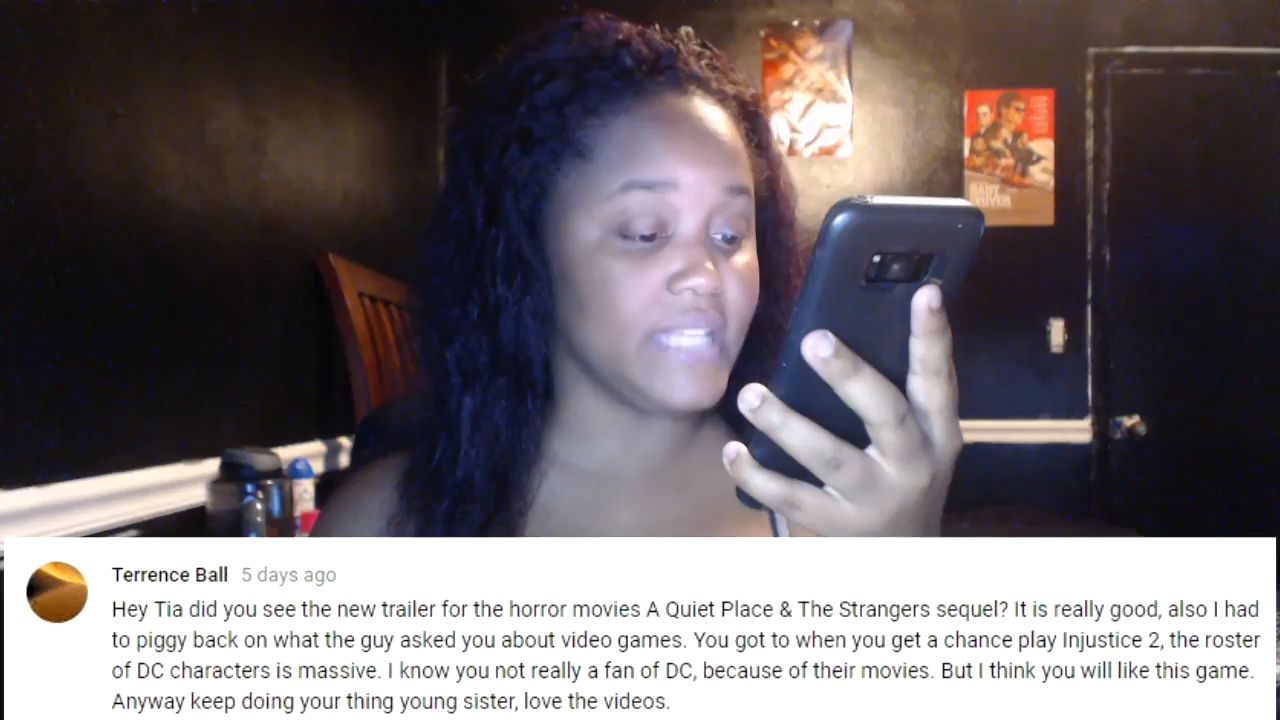 BABY
DRIVER
Terrence Ball 5 days ago
Hey Tia did you see the new trailer for the horror movies A Quiet Place & The Strangers sequel? It is really good, also I had
to piggy back on what the guy asked you about video games. You got to when you get a chance play Injustice 2, the roster
of DC characters is massive. I know you not really a fan of DC, because of their movies. But I think you will like this game.
Anyway keep doing your thing young sister, love the videos.